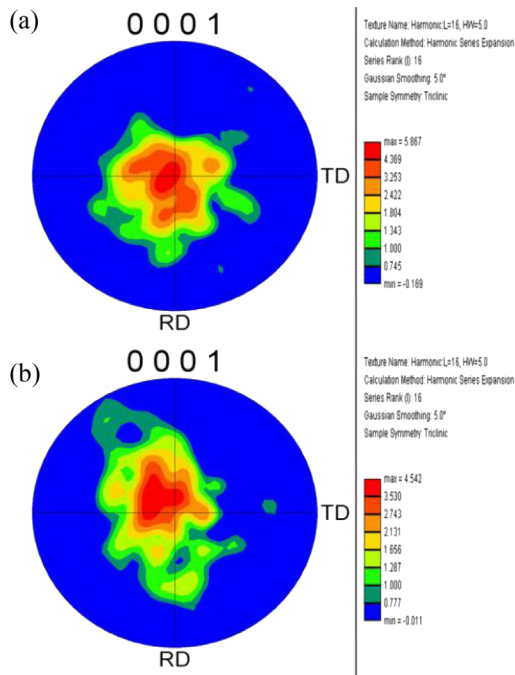 (a)
0 0 0 1
TD
RD
Texture Name: Harmonic:L=16, HW=5.0
Calculation Method: Harmonic Series Expansion
Series Rank (l): 16
Gaussian Smoothing: 5.0°
Sample Symmetry: Triclinic
max = 5.867
4.369
3.253
2.422
1.804
1.343
1.000
0.745
min = -0.169
(b)
0 0 0 1
TD
RD
Texture Name: Harmonic:L=16, HW=5.0
Calculation Method: Harmonic Series Expansion
Series Rank (l): 16
Gaussian Smoothing: 5.0°
Sample Symmetry: Triclinic
max = 4.542
3.530
2.743
2.131
1.656
1.287
1.000
0.777
min = -0.011